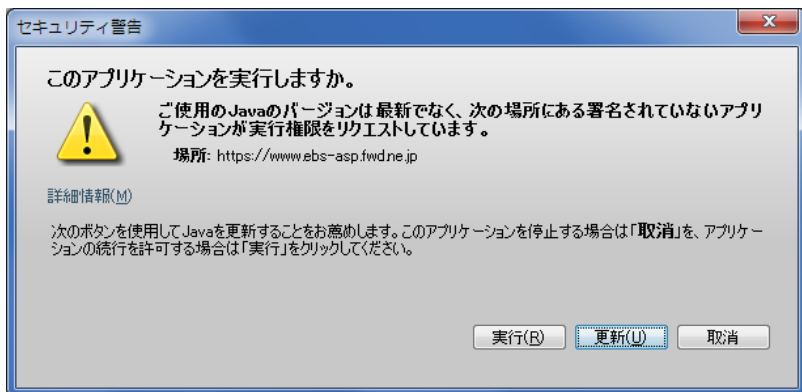 セキュリティ警告
このアプリケーションを実行しますか。
ご使用のJavaのバージョンは最新でなく、次の場所にある署名されていないアプリ
ケーションが実行権限をリクエストしています。
場所: https://www.ebs-asp.fwd.ne.jp
詳細情報(M)
次のボタンを使用してJavaを更新することをお薦めします。このアプリケーションを停止する場合は「取消」を、アプリケー
ションの続行を許可する場合は「実行」をクリックしてください。
実行(R) 更新(U) 取消